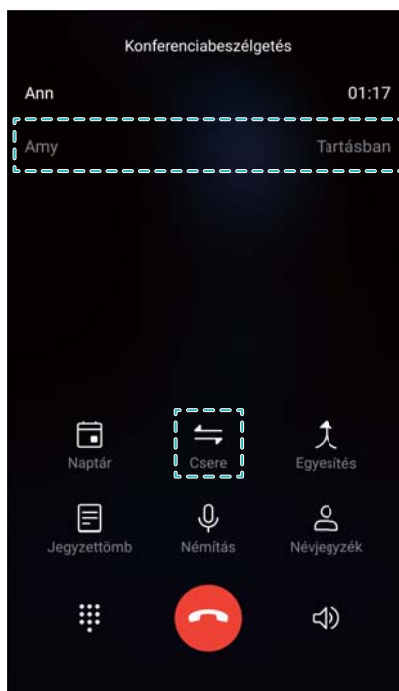 Konferenciabeszélgetés
Ann 01:17
Amy Tartásban
Naptár Csere Egyesítés
Jegyzettömb Némítás Névjegyzék